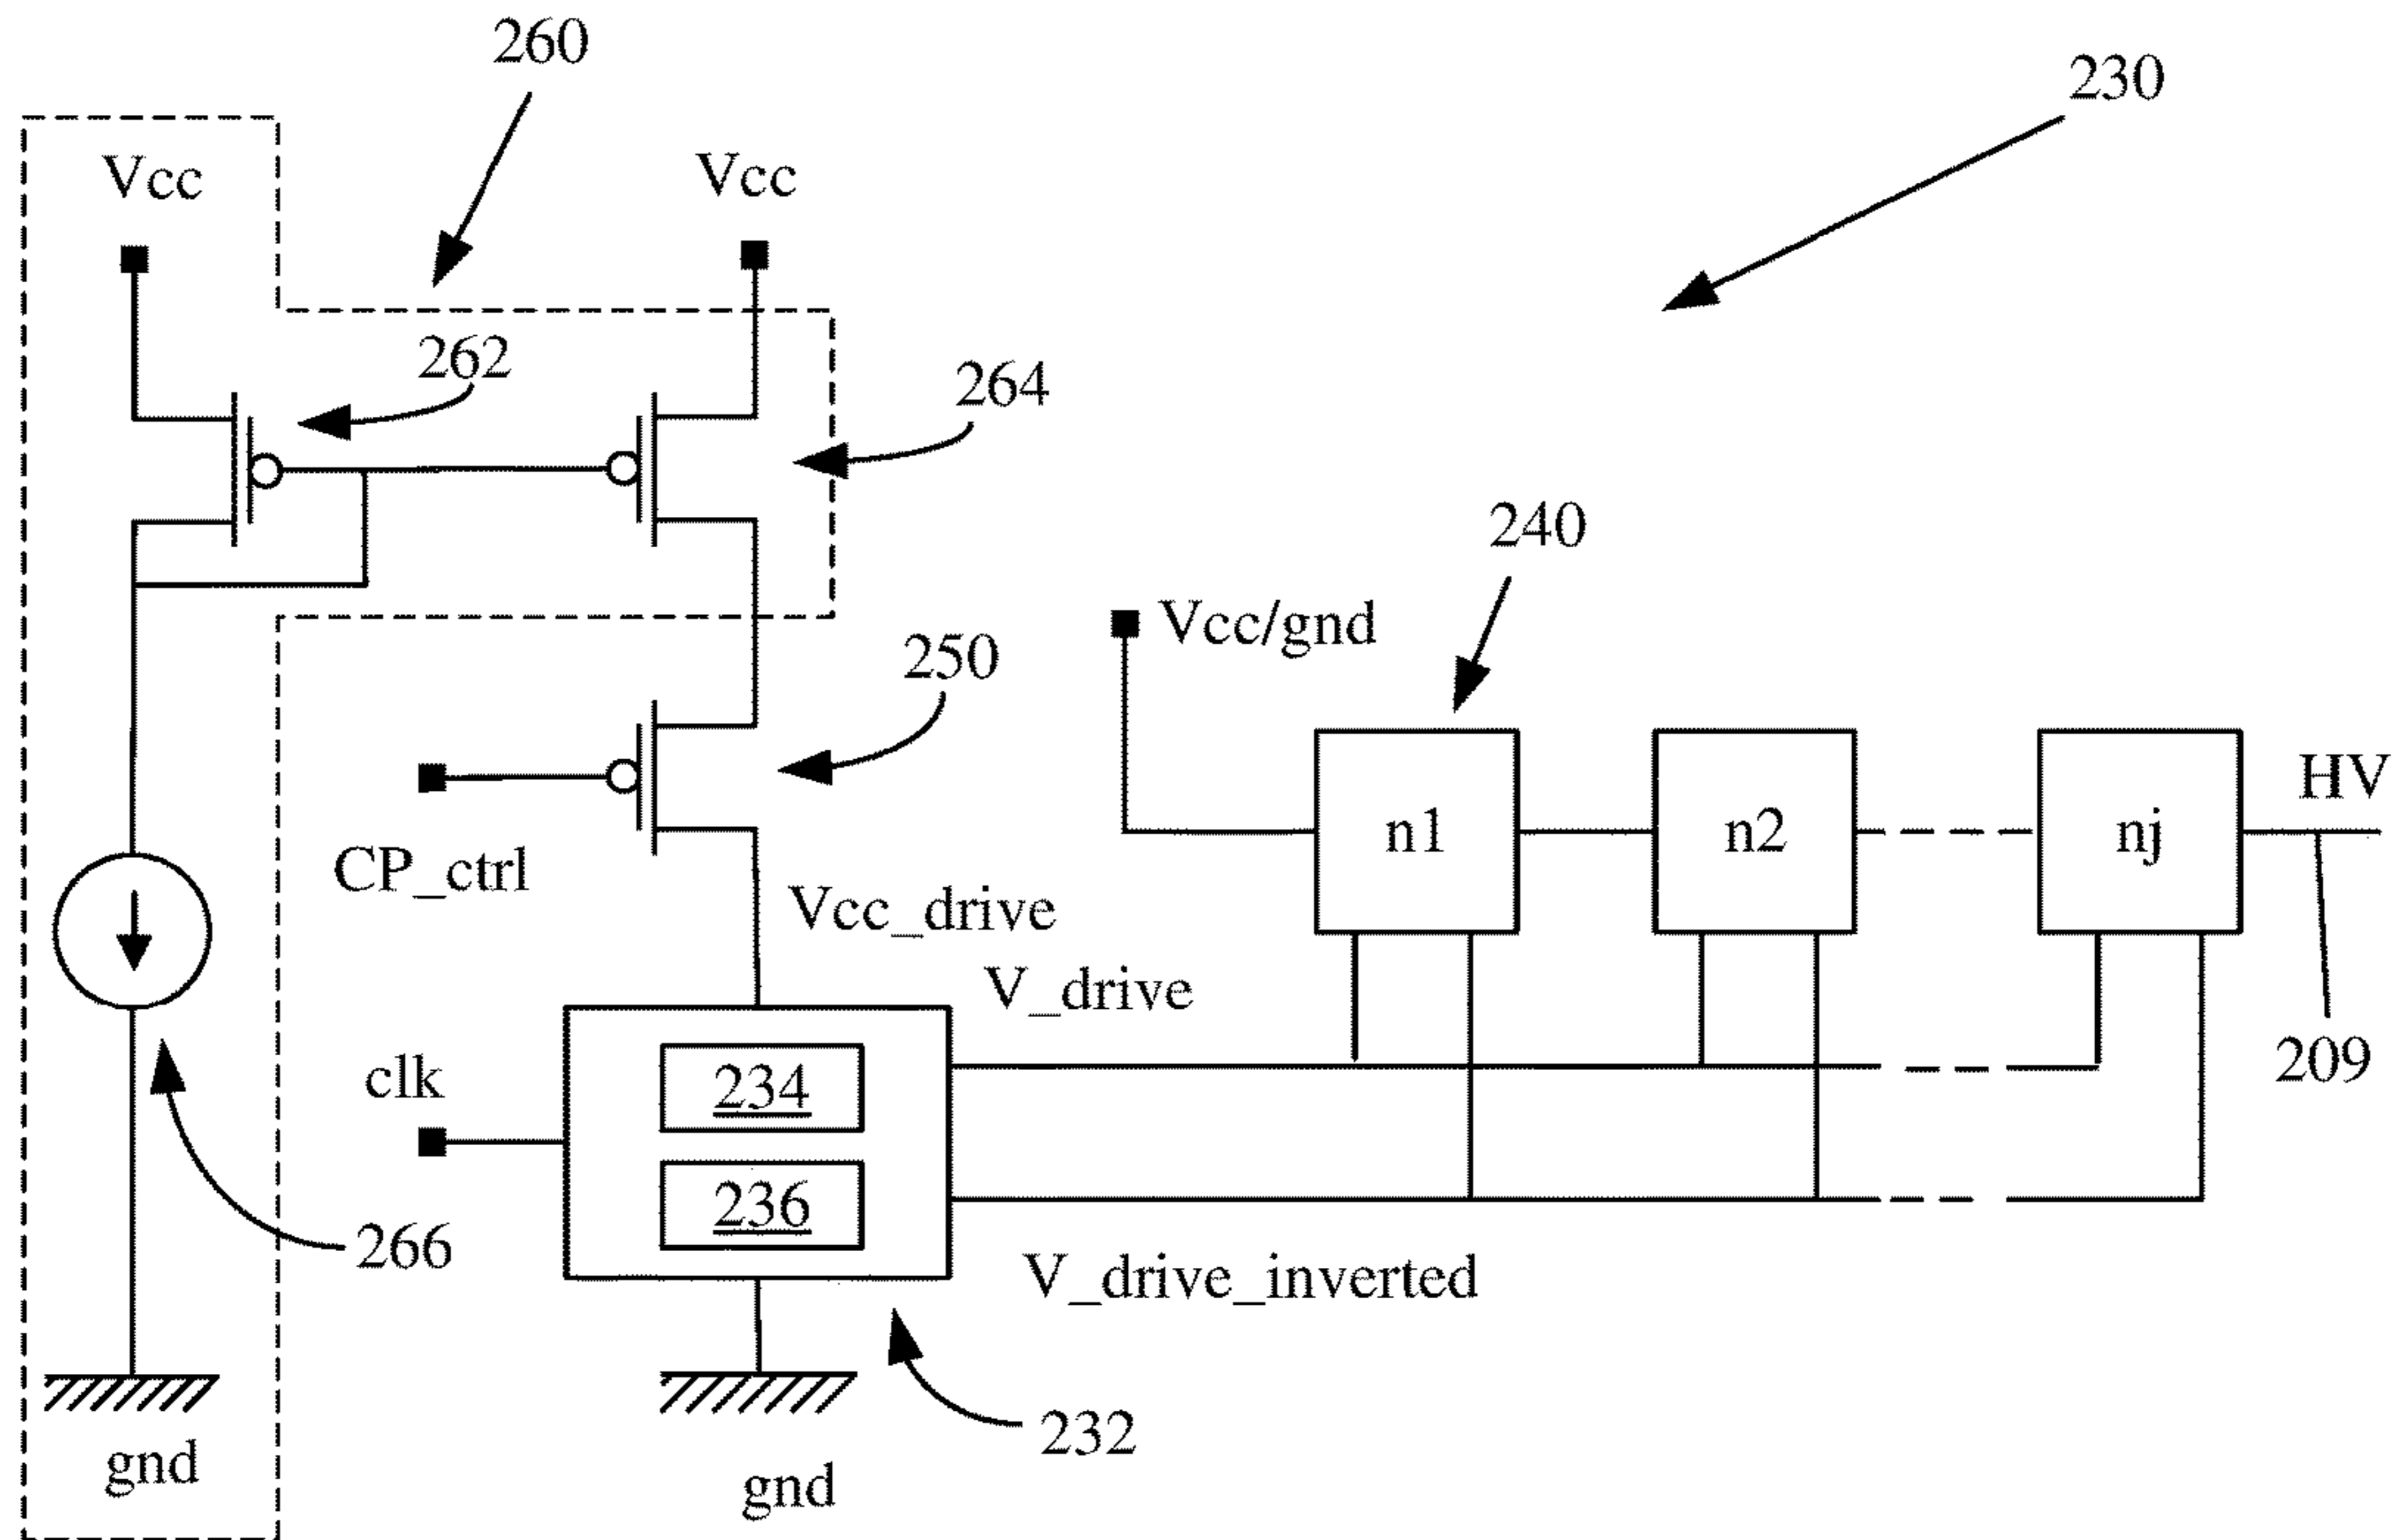 260
230
Vcc
Vcc
262
264
240
Vcc/gnd
250
n1
n2
nj
HV
CP_ctrl
Vcc_drive
V_drive
209
clk
234
236
266
V_drive_inverted
232
gnd
gnd